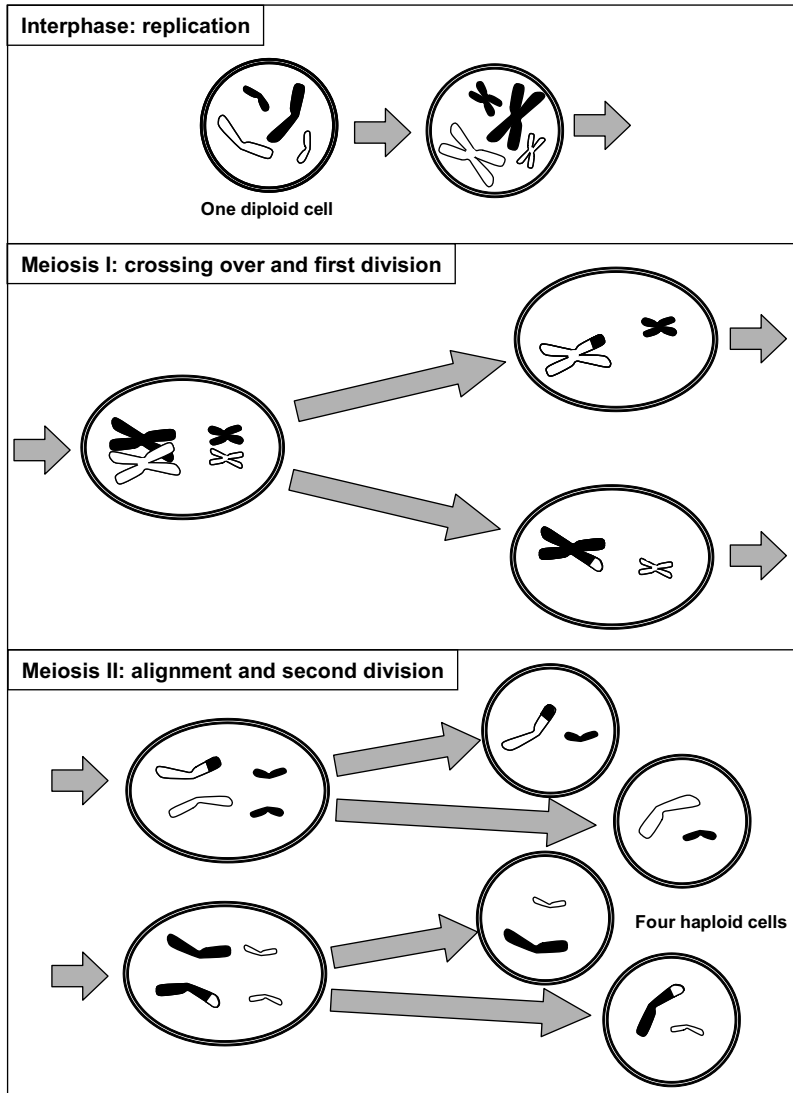 Interphase: replication
One diploid cell
Meiosis I: crossing over and first division
Meiosis II: alignment and second division
Four haploid cells